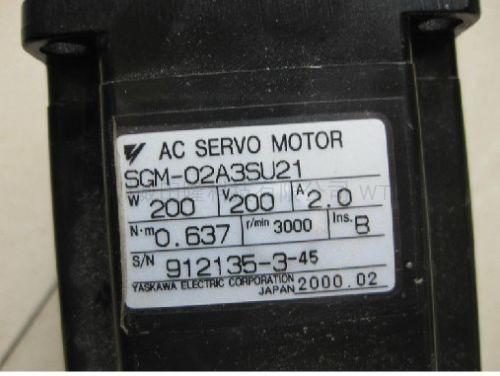 AC SERVO MOTOR
SGM-02A3SU21
W 200 V 200 A 2.0
N·m 0.637 r/min 3000 Ins. B
S/N 912135-3-45
YASKAWA ELECTRIC CORPORATION
JAPAN 2000.02